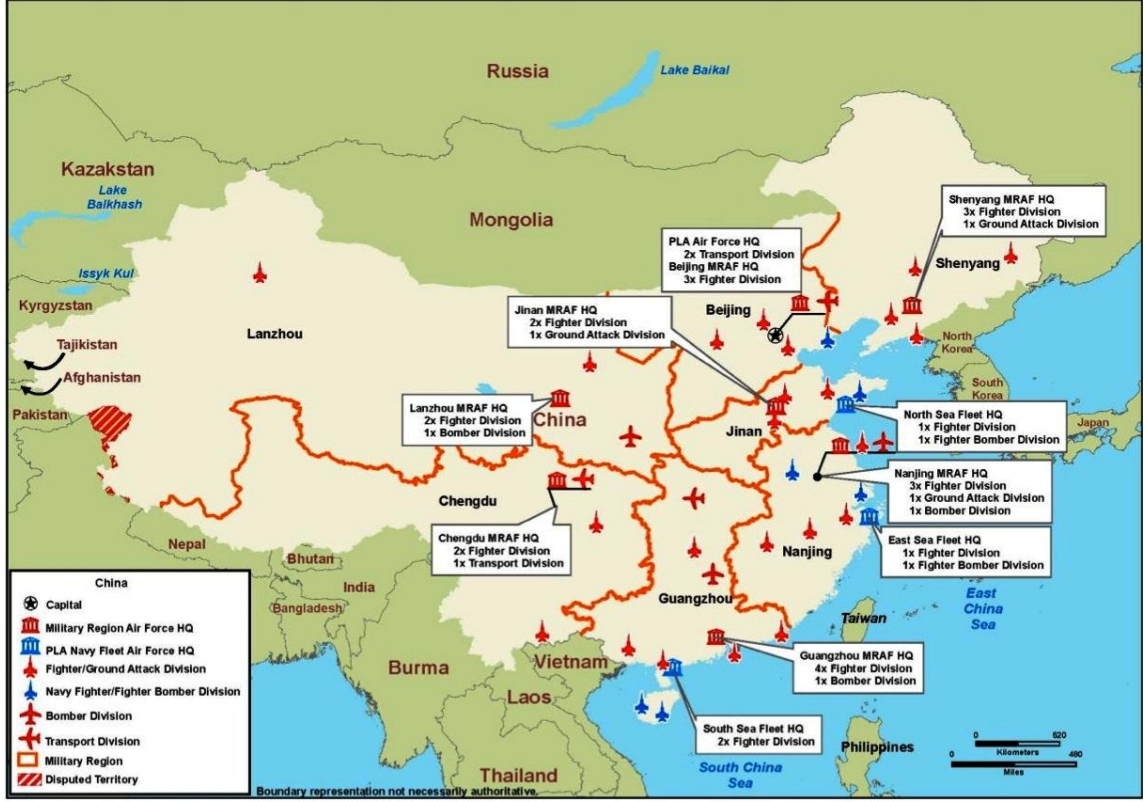 Russia
Lake Baikal
Kazakstan
Lake
Balkhash
Mongolia
Issyk Kul
Kyrgyzstan
Tajikistan
Afghanistan
Pakistan
Lanzhou
Shenyang MRAF HQ
3x Fighter Division
1x Ground Attack Division
Shenyang
PLA Air Force HQ
2x Transport Division
Beijing MRAF HQ
3x Fighter Division
Beijing
Jinan MRAF HQ
2x Fighter Division
1x Ground Attack Division
North
Korea
South
Korea
Japan
Lanzhou MRAF HQ
2x Fighter Division
1x Bomber Division
China
Jinan
North Sea Fleet HQ
1x Fighter Division
1x Fighter Bomber Division
Nanjing MRAF HQ
3x Fighter Division
1x Ground Attack Division
1x Bomber Division
Chengdu
Chengdu MRAF HQ
2x Fighter Division
1x Transport Division
East Sea Fleet HQ
1x Fighter Division
1x Fighter Bomber Division
Nanjing
Nepal
Bhutan
India
Bangladesh
Guangzhou
East
China
Sea
Taiwan
Burma
Vietnam
Laos
Thailand
Guangzhou MRAF HQ
4x Fighter Division
1x Bomber Division
South Sea Fleet HQ
2x Fighter Division
South China
Sea
Philippines
0 620
Kilometers
0 460
Miles
China
Capital
Military Region Air Force HQ
PLA Navy Fleet Air Force HQ
Fighter/Ground Attack Division
Navy Fighter/Fighter Bomber Division
Bomber Division
Transport Division
Military Region
Disputed Territory
Boundary representation not necessarily authoritative.